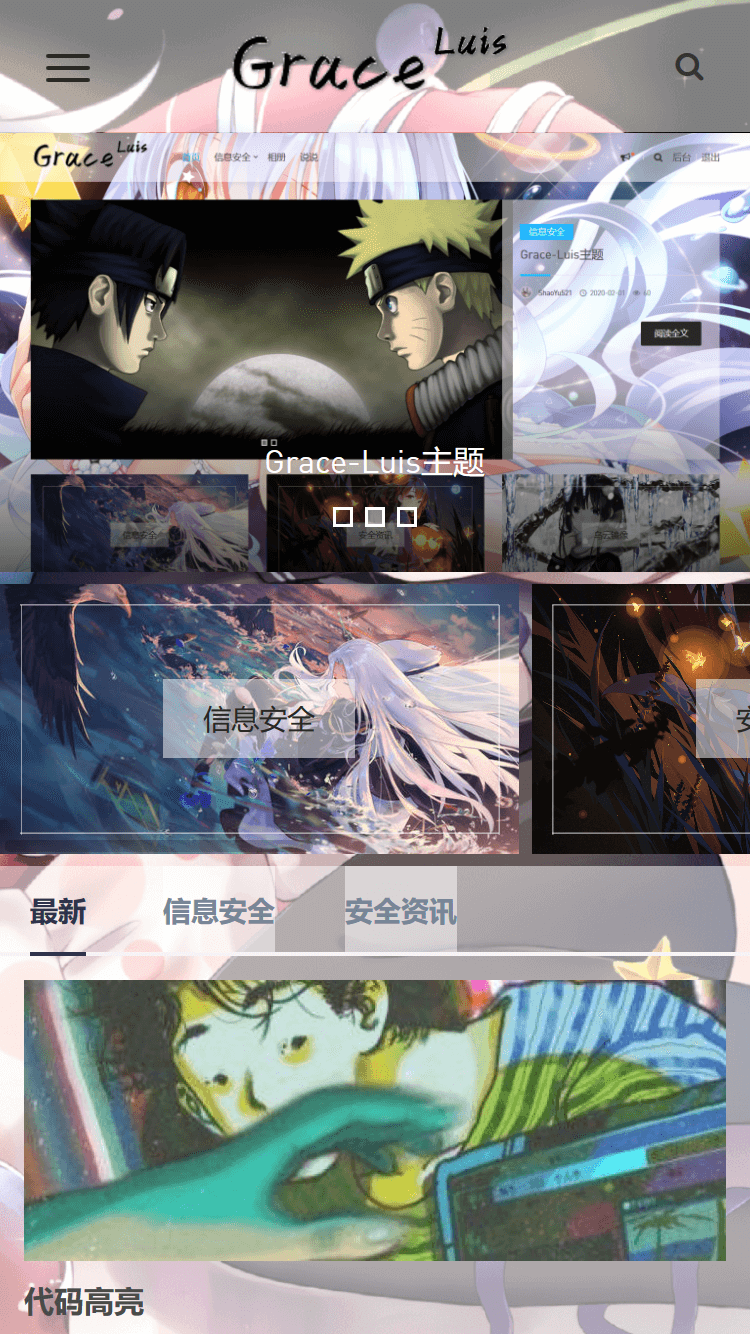 Grace Luis
Grace Luis
首页 信息安全 相册 说说
后台 退出
信息安全
Grace-Luis主题
ShaoYu521 2020-02-01 40
阅读全文
Grace-Luis主题
信息安全
安全资讯
信息安全
最新 信息安全 安全资讯
代码高亮